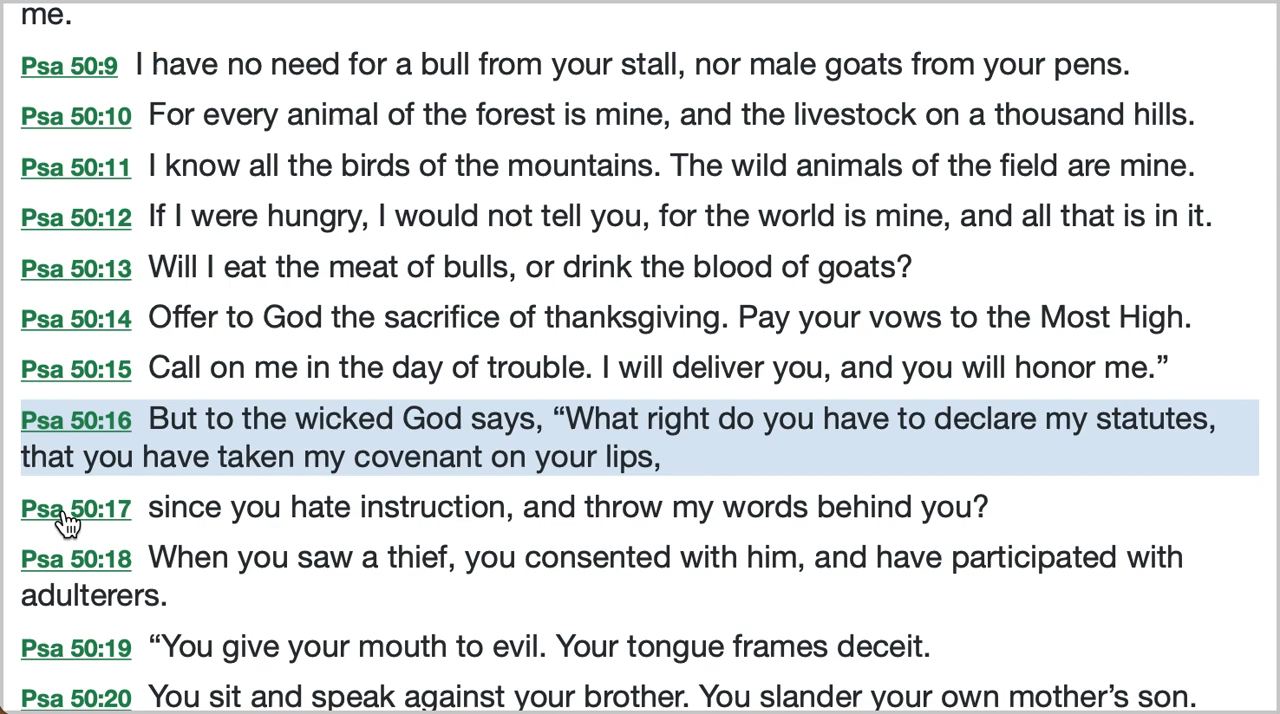 me.
Psa 50:9 I have no need for a bull from your stall, nor male goats from your pens.
Psa 50:10 For every animal of the forest is mine, and the livestock on a thousand hills.
Psa 50:11 I know all the birds of the mountains. The wild animals of the field are mine.
Psa 50:12 If I were hungry, I would not tell you, for the world is mine, and all that is in it.
Psa 50:13 Will I eat the meat of bulls, or drink the blood of goats?
Psa 50:14 Offer to God the sacrifice of thanksgiving. Pay your vows to the Most High.
Psa 50:15 Call on me in the day of trouble. I will deliver you, and you will honor me.”
Psa 50:16 But to the wicked God says, “What right do you have to declare my statutes,
that you have taken my covenant on your lips,
Psa 50:17 since you hate instruction, and throw my words behind you?
Psa 50:18 When you saw a thief, you consented with him, and have participated with
adulterers.
Psa 50:19 “You give your mouth to evil. Your tongue frames deceit.
Psa 50:20 You sit and speak against your brother. You slander your own mother’s son.